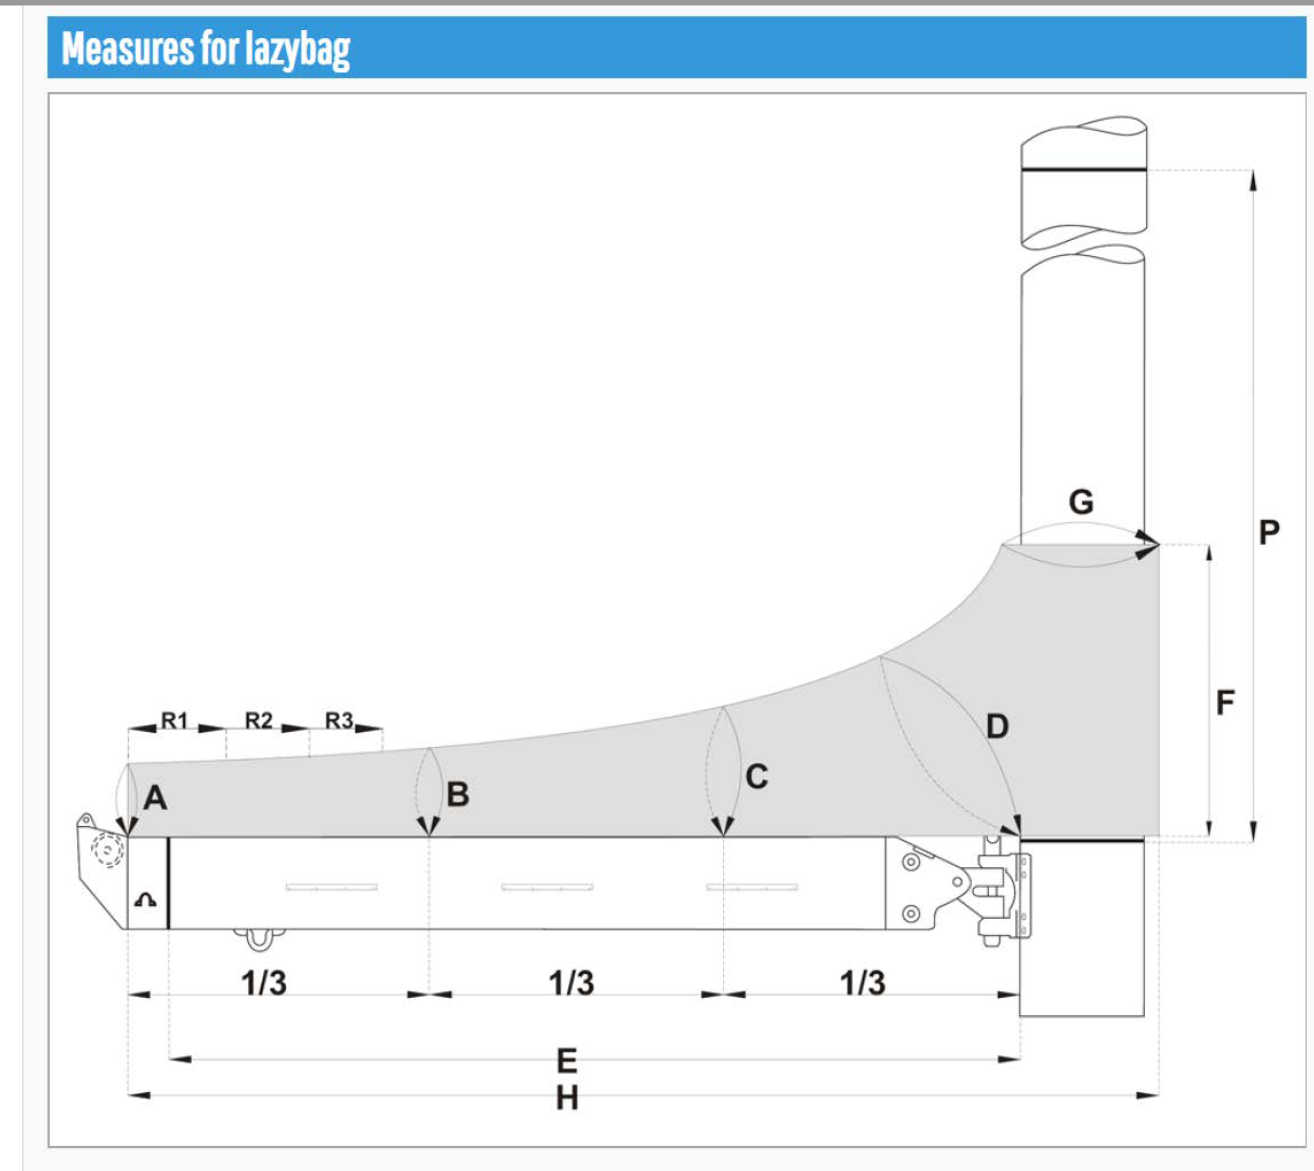 Measures for lazybag
G
P
F
R1 R2 R3
D
C
A
B
1/3 1/3 1/3
E
H